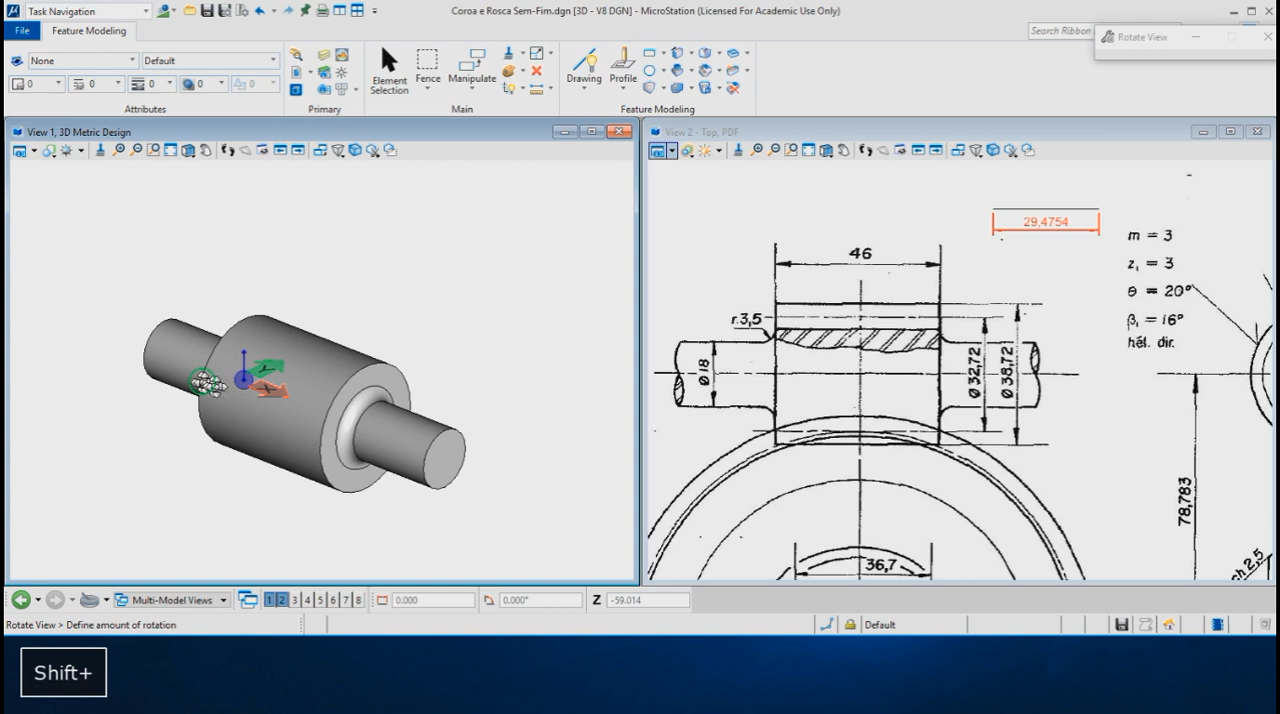 Task Navigation
Coroa e Rosca Sem-Fim.dgn [3D - V8 DGN] - MicroStation (Licensed For Academic Use Only)
File
Feature Modeling
Search Ribbon
Rotate View
None
Default
0
0
0
0
0
Attributes
Primary
Element Selection
Fence
Manipulate
Main
Drawing
Profile
Feature Modeling
View 1, 3D Metric Design
View 2 - Top, PDF
29,4754
46
m = 3
z₁ = 3
θ = 20°
β₁ = 16°
hél. dir.
r.3,5
Ø18
Ø32,72
Ø38,72
78,783
36,7
ch 2,5
Y
X
Multi-Model Views
1 2 3 4 5 6 7 8
0.000
0.000°
Z
-59.014
Rotate View > Define amount of rotation
Default
Shift+